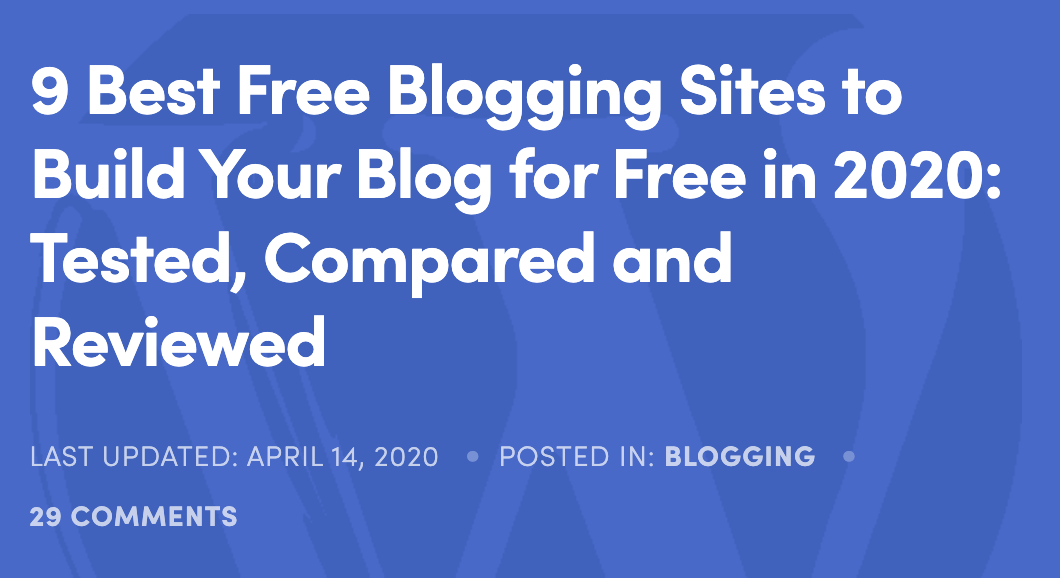 9 Best Free Blogging Sites to
Build Your Blog for Free in 2020:
Tested, Compared and
Reviewed
LAST UPDATED: APRIL 14, 2020 • POSTED IN: BLOGGING •
29 COMMENTS